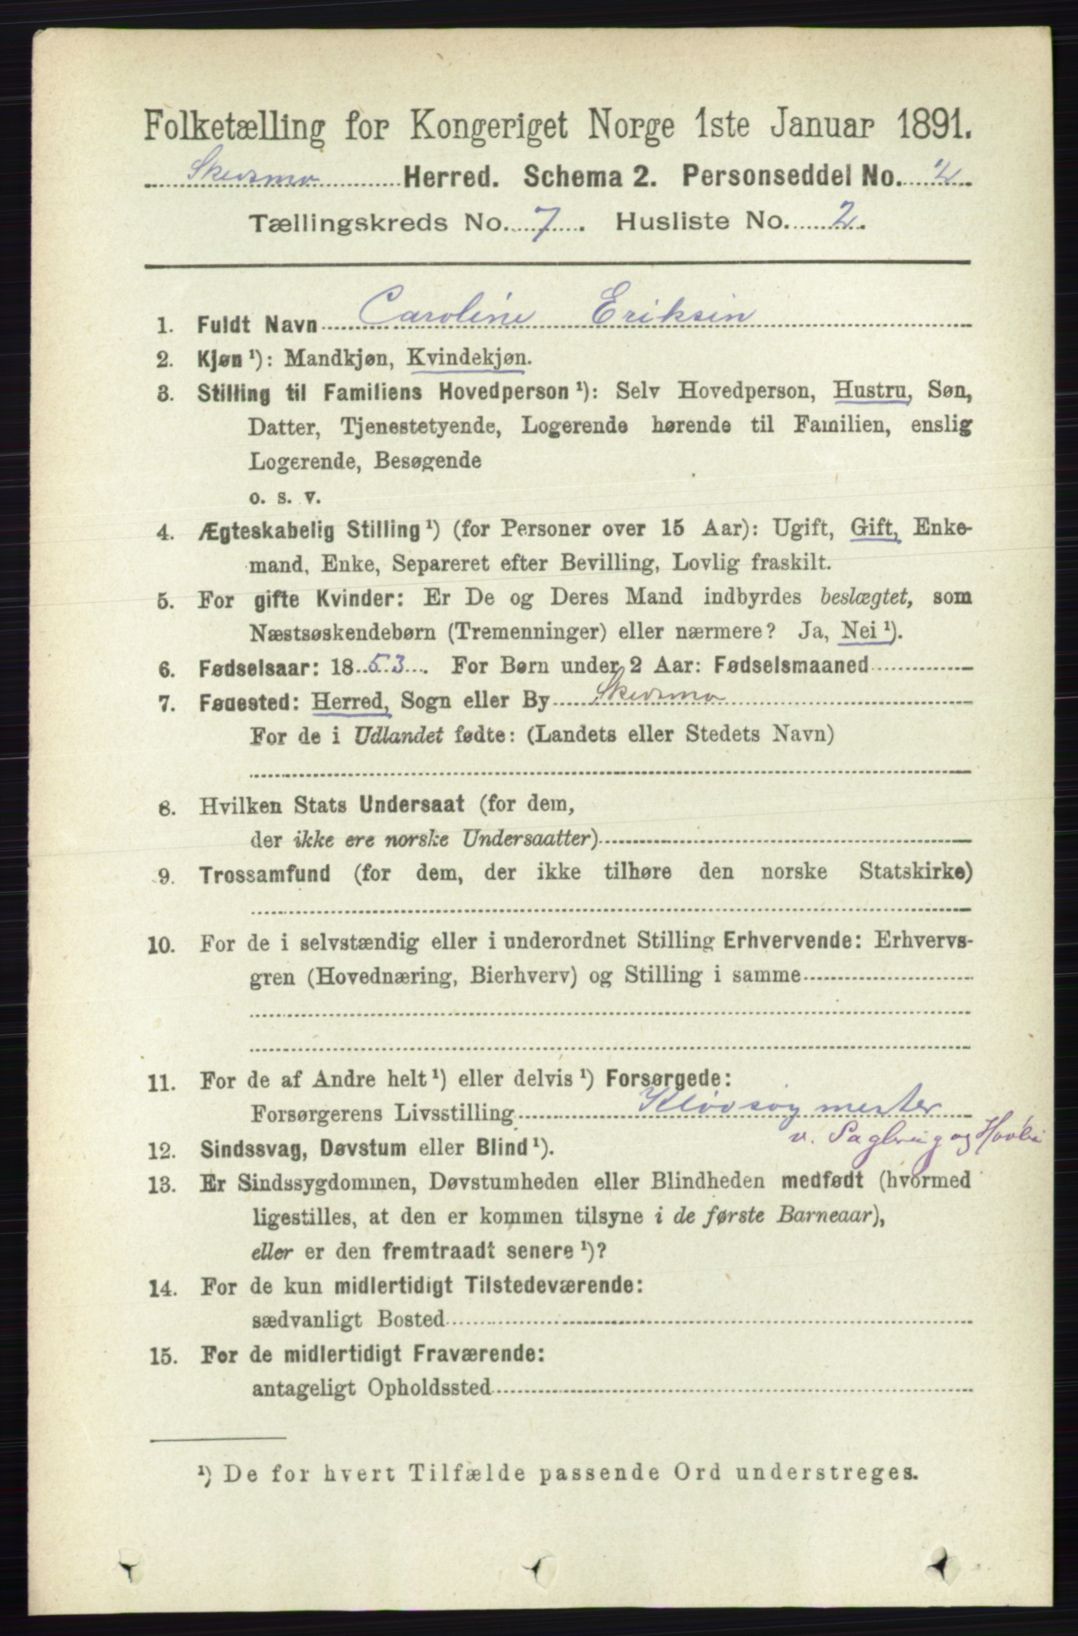 Folketælling for Kongeriget Norge 1ste Januar 1891.
Skedsmo Herred. Schema 2. Personseddel No. 2.
Tællingskreds No. 7. Husliste No. 2.
1. Fuldt Navn Caroline Eriksen
2. Kjøn ¹): Mandkjøn, Kvindekjøn.
3. Stilling til Familiens Hovedperson ¹): Selv Hovedperson, Hustru, Søn,
Datter, Tjenestetyende, Logerende hørende til Familien, enslig
Logerende, Besøgende
o. s. v.
4. Ægteskabelig Stilling ¹) (for Personer over 15 Aar): Ugift, Gift, Enke-
mand, Enke, Separeret efter Bevilling, Lovlig fraskilt.
5. For gifte Kvinder: Er De og Deres Mand indbyrdes beslægtet, som
Næstsøskendebørn (Tremenninger) eller nærmere? Ja, Nei ¹).
6. Fødselsaar: 1853. For Børn under 2 Aar: Fødselsmaaned
7. Fødested: Herred, Sogn eller By Skedsmo
For de i Udlandet fødte: (Landets eller Stedets Navn)
8. Hvilken Stats Undersaat (for dem,
der ikke ere norske Undersaatter)
9. Trossamfund (for dem, der ikke tilhøre den norske Statskirke)
10. For de i selvstændig eller i underordnet Stilling Erhvervende: Erhvervs-
gren (Hovednæring, Bierhverv) og Stilling i samme
11. For de af Andre helt ¹) eller delvis ¹) Forsørgede:
Forsørgerens Livsstilling Kløvsøgmester
v. Sagbrug og Høvleri
12. Sindssvag, Døvstum eller Blind ¹).
13. Er Sindssygdommen, Døvstumheden eller Blindheden medfødt (hvormed
ligestilles, at den er kommen tilsyne i de første Barneaar),
eller er den fremtraadt senere ¹)?
14. For de kun midlertidigt Tilstedeværende:
sædvanligt Bosted
15. For de midlertidigt Fraværende:
antageligt Opholdssted
¹) De for hvert Tilfælde passende Ord understreges.